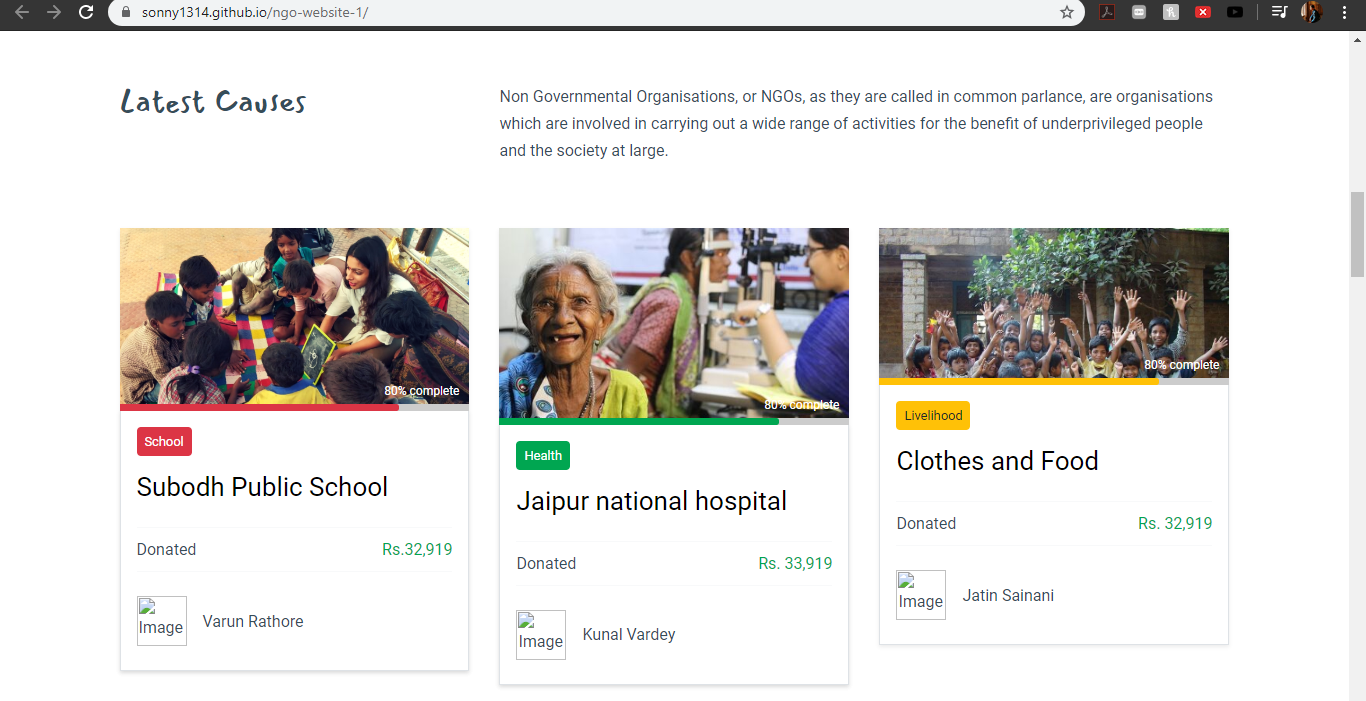 sonny1314.github.io/ngo-website-1/
Latest Causes
Non Governmental Organisations, or NGOs, as they are called in common parlance, are organisations
which are involved in carrying out a wide range of activities for the benefit of underprivileged people
and the society at large.
80% complete
School
Subodh Public School
Donated Rs.32,919
Image Varun Rathore
80% complete
Health
Jaipur national hospital
Donated Rs. 33,919
Image Kunal Vardey
80% complete
Livelihood
Clothes and Food
Donated Rs. 32,919
Image Jatin Sainani